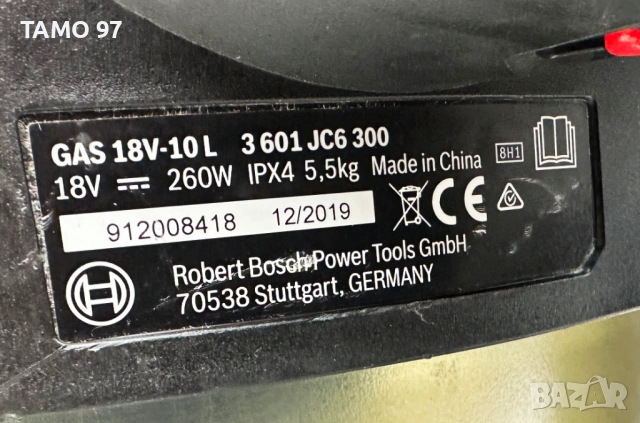 TAMO 97
GAS 18V-10 L 3 601 JC6 300
18V 260W IPX4 5,5kg Made in China
8H1
912008418 12/2019
Robert Bosch Power Tools GmbH
70538 Stuttgart, GERMANY
BAZAR